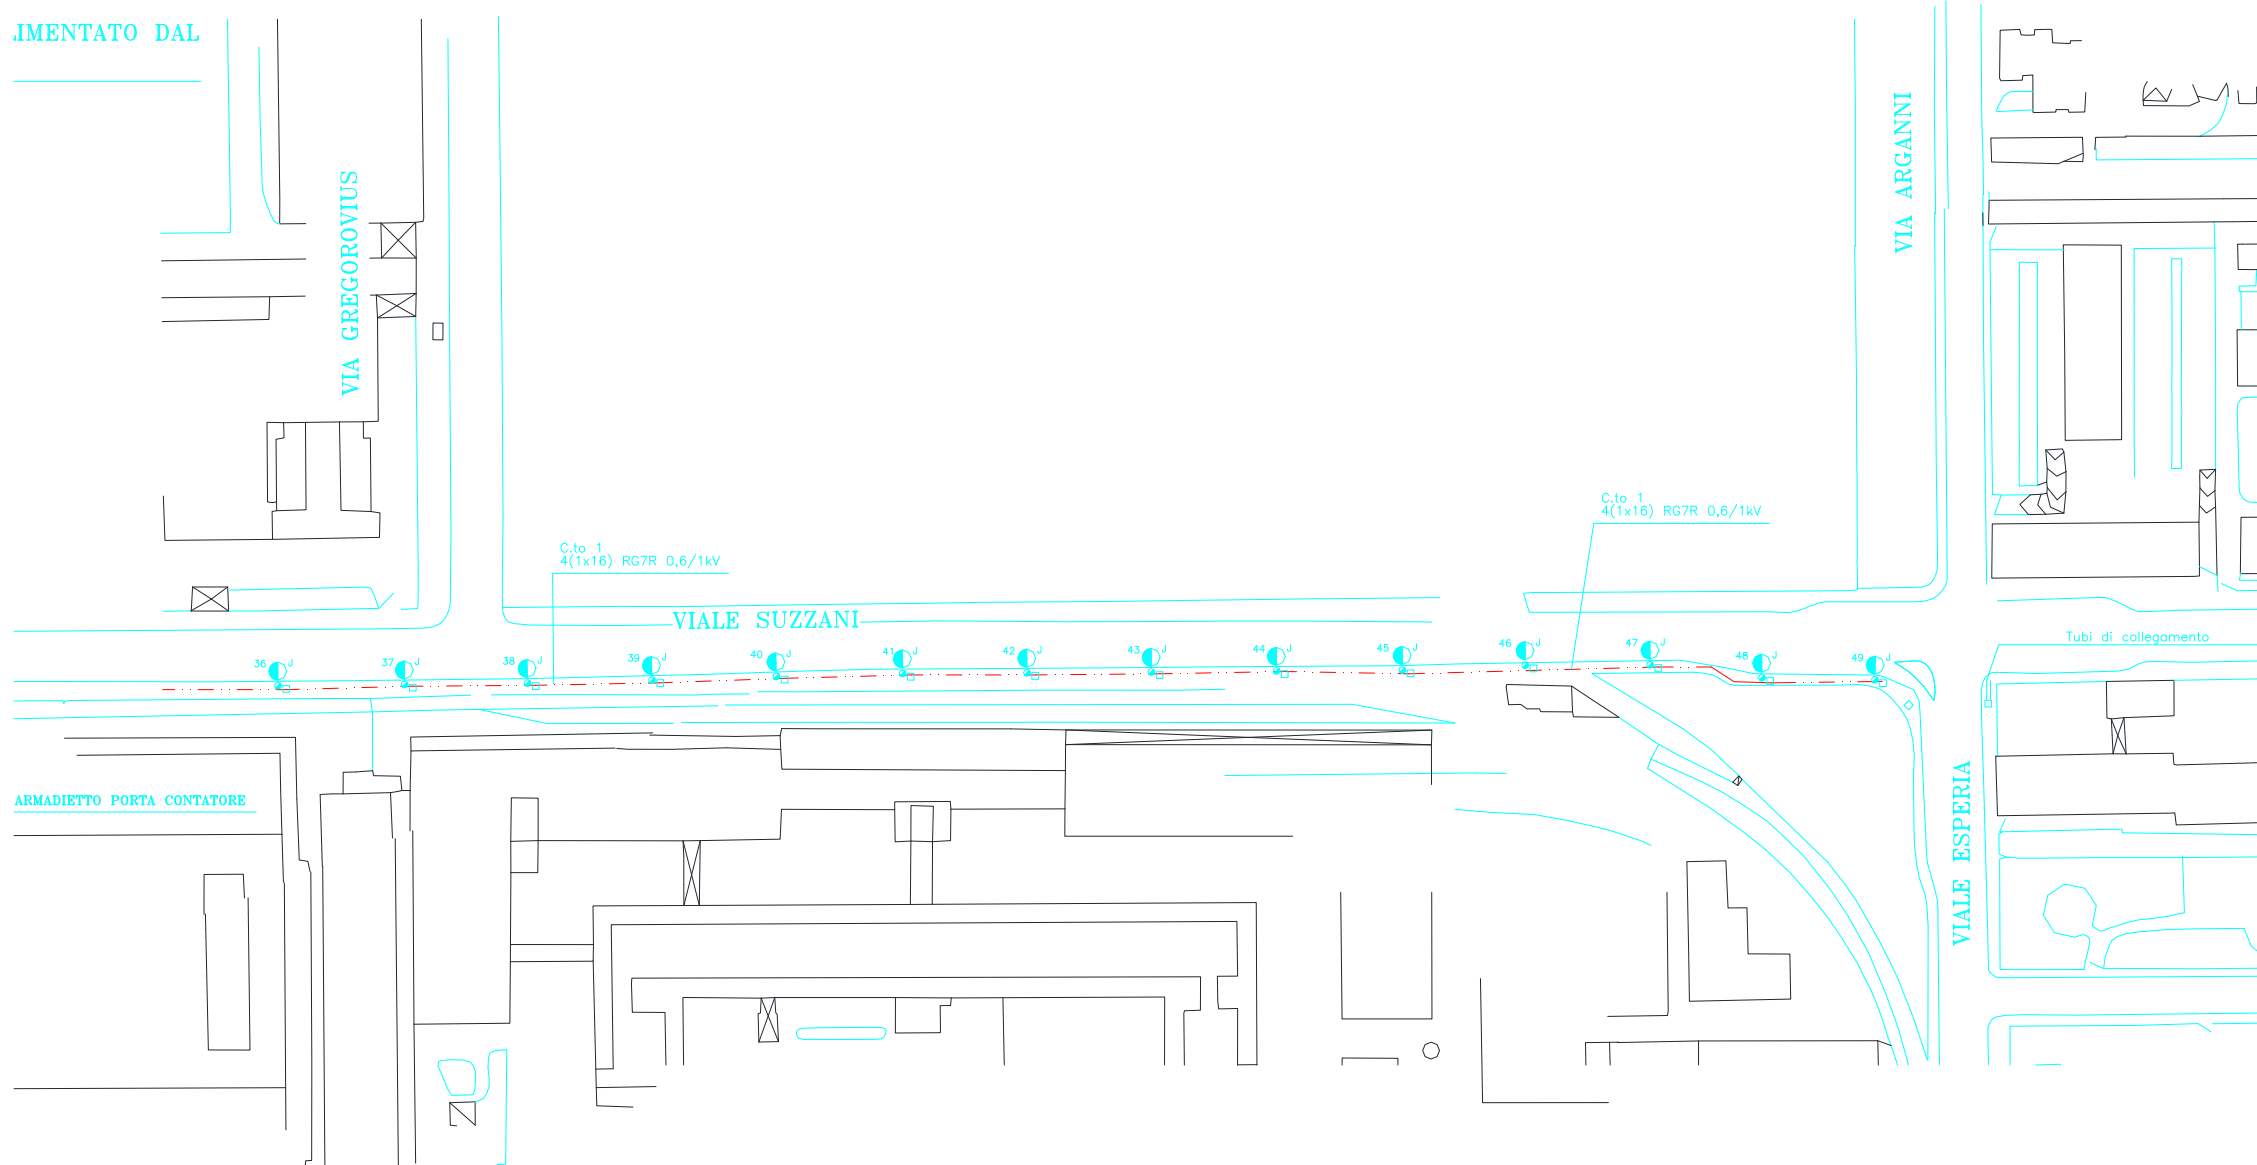 IMENTATO DAL
VIA GREGOROVIUS
VIA ARGANNI
C.to 1
4(1x16) RG7R 0,6/1kV
C.to 1
4(1x16) RG7R 0,6/1kV
VIALE SUZZANI
Tubi di collegamento
36 J
37 J
38 J
39 J
40 J
41 J
42 J
43 J
44 J
45 J
46 J
47 J
48 J
49 J
ARMADIETTO PORTA CONTATORE
VIALE ESPERIA